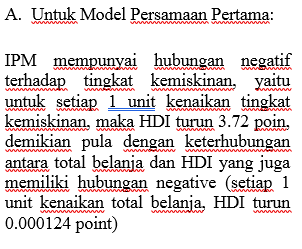 A. Untuk Model Persamaan Pertama:
IPM mempunyai hubungan negatif
terhadap tingkat kemiskinan, yaitu
untuk setiap 1 unit kenaikan tingkat
kemiskinan, maka HDI turun 3.72 poin,
demikian pula dengan keterhubungan
antara total belanja dan HDI yang juga
memiliki hubungan negative (setiap 1
unit kenaikan total belanja, HDI turun
0.000124 point)